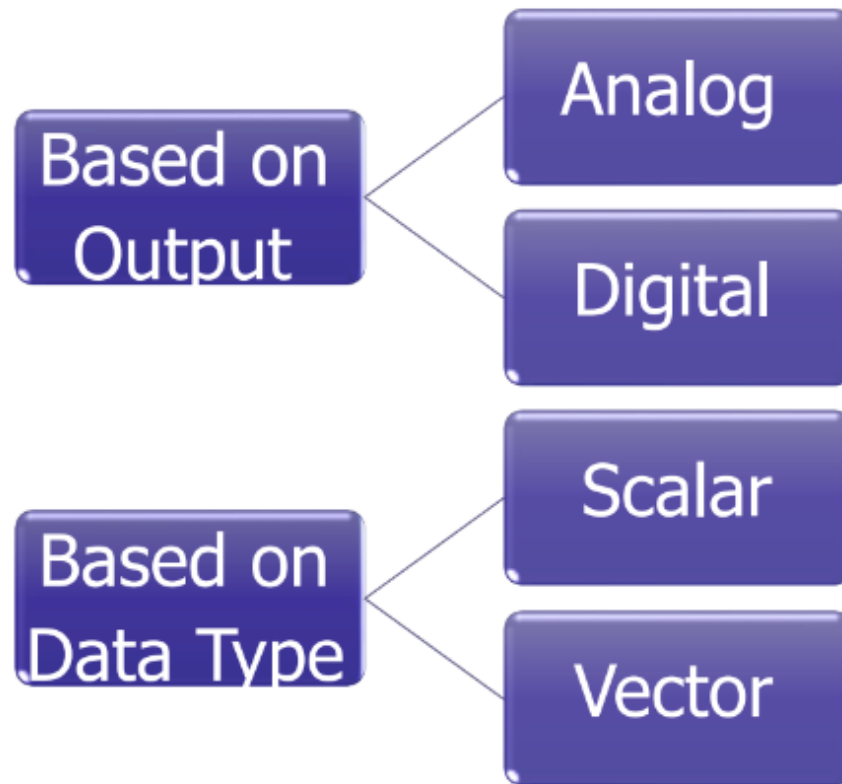 Based on
Output
Analog
Digital
Based on
Data Type
Scalar
Vector